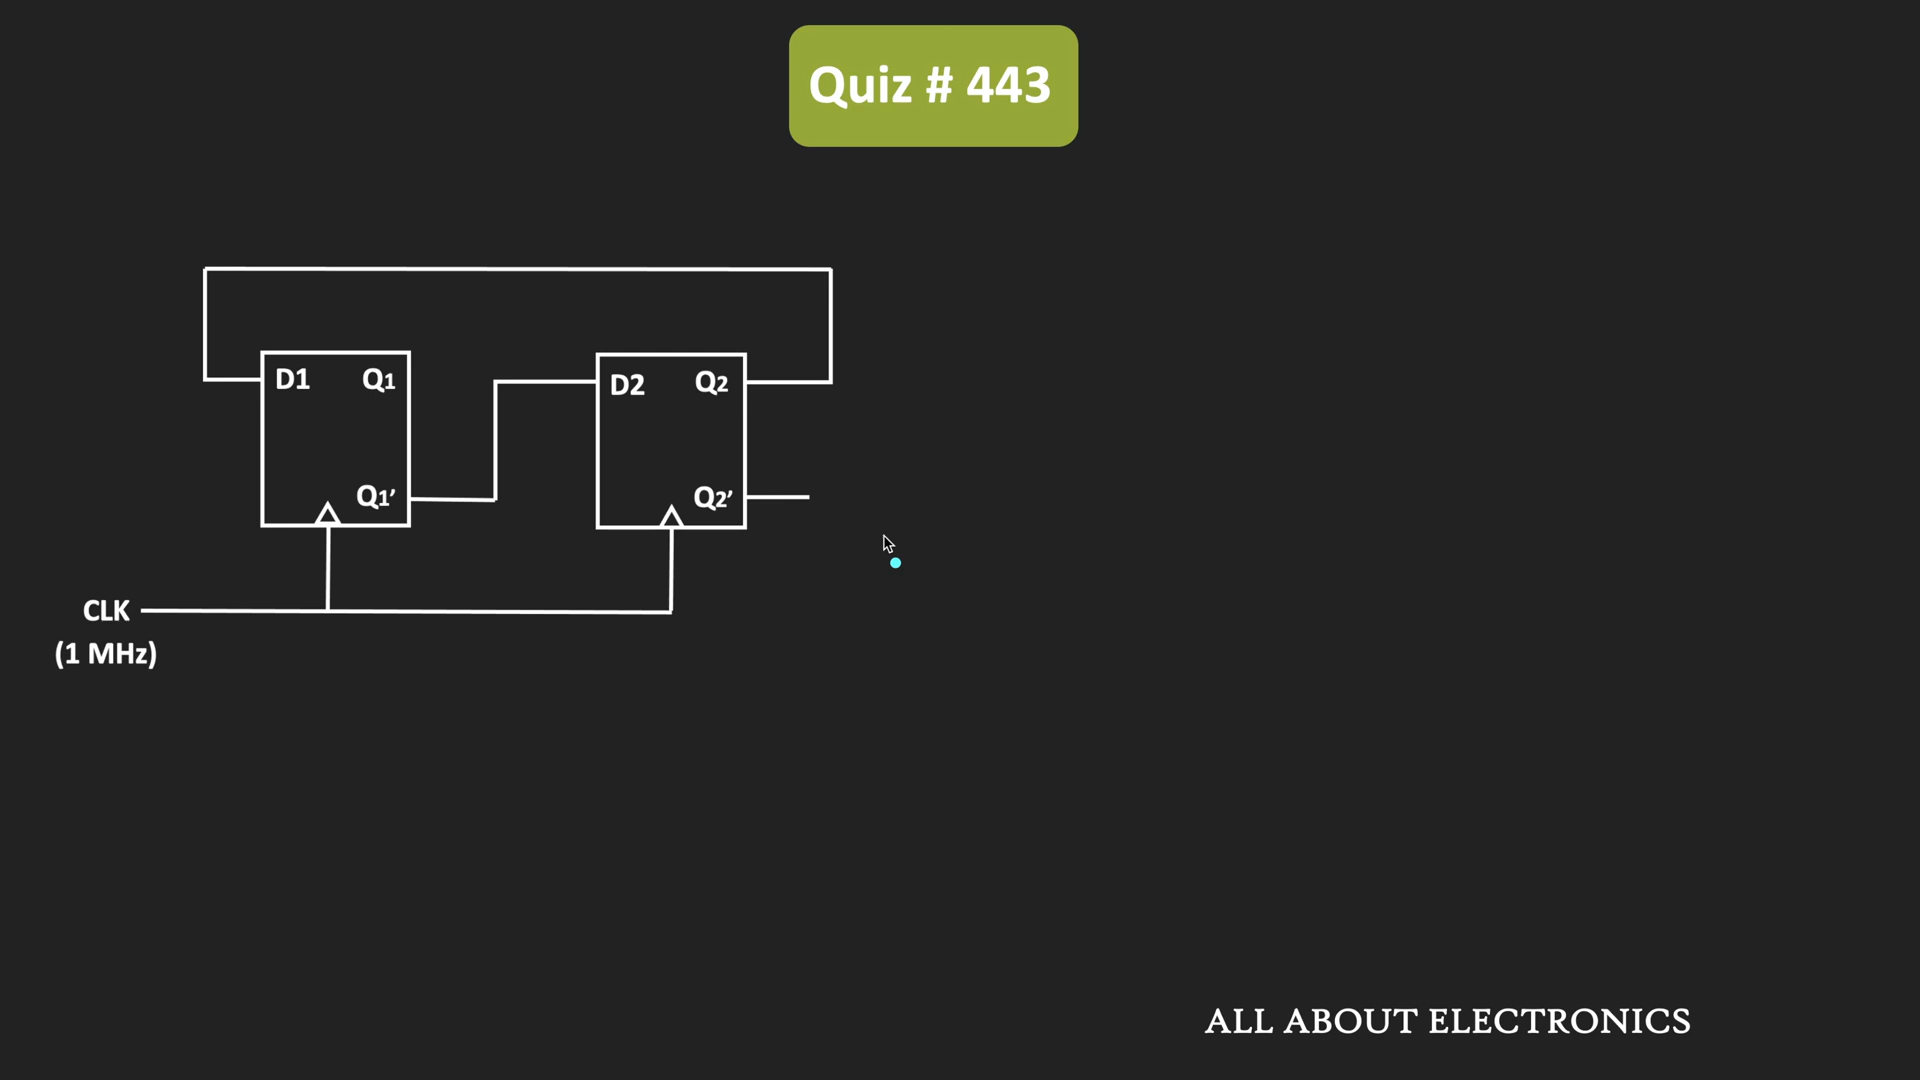 Quiz # 443
D1 Q1
D2 Q2
Q1’
Q2’
CLK
(1 MHz)
ALL ABOUT ELECTRONICS